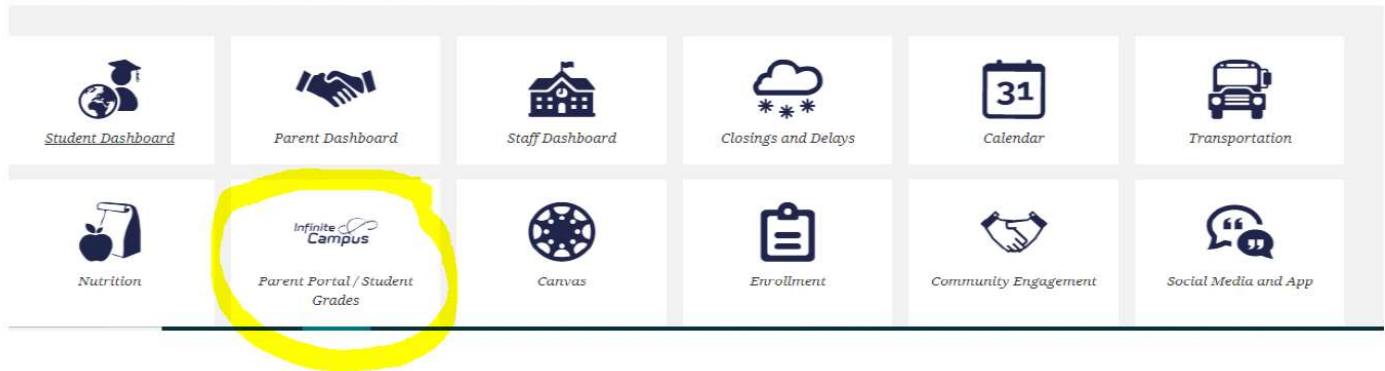 31
Student Dashboard
Parent Dashboard
Staff Dashboard
Closings and Delays
Calendar
Transportation
Infinite
Campus
Nutrition
Parent Portal / Student
Grades
Canvas
Enrollment
Community Engagement
Social Media and App